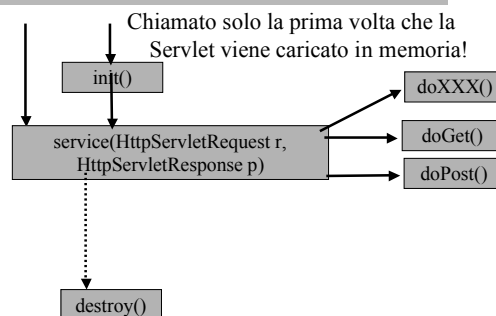 Chiamato solo la prima volta che la
Servlet viene caricato in memoria!
init()
doXXX()
service(HttpServletRequest r,
HttpServletResponse p)
doGet()
doPost()
destroy()